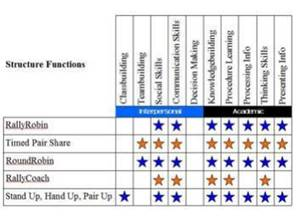 Structure Functions
Classbuilding
Teambuilding
Social Skills
Communication Skills
Decision Making
Knowledgebuilding
Procedure Learning
Processing Info
Thinking Skills
Presenting Info
Interpersonal
Academic
RallyRobin
Timed Pair Share
RoundRobin
RallyCoach
Stand Up, Hand Up, Pair Up